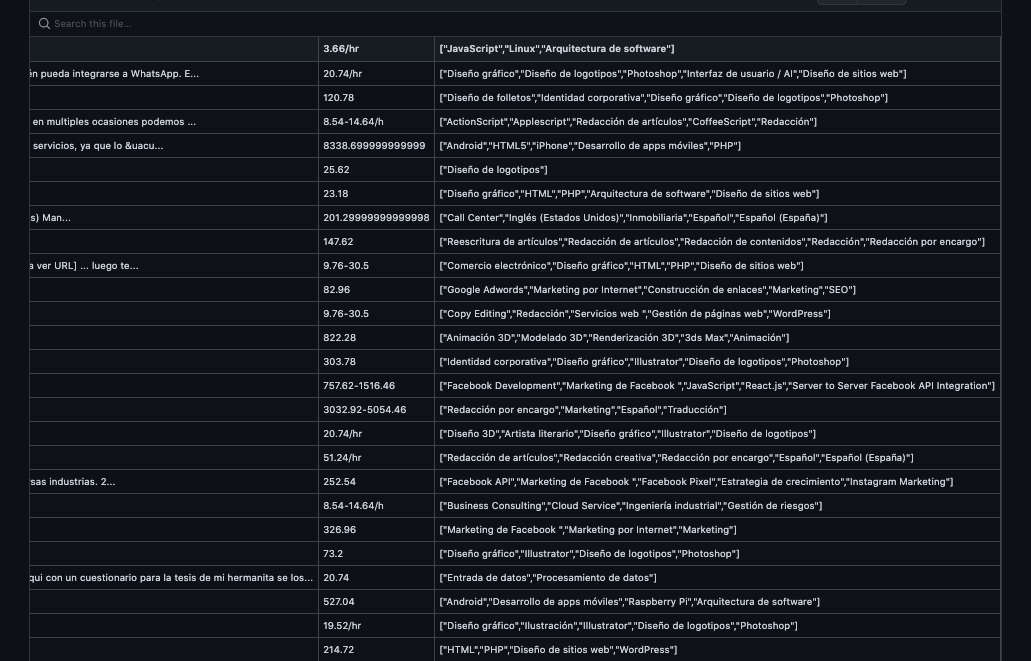 Search this file...
3.66/hr ["JavaScript","Linux","Arquitectura de software"]
én pueda integrarse a WhatsApp. E... 20.74/hr ["Diseño gráfico","Diseño de logotipos","Photoshop","Interfaz de usuario / AI","Diseño de sitios web"]
120.78 ["Diseño de folletos","Identidad corporativa","Diseño gráfico","Diseño de logotipos","Photoshop"]
en multiples ocasiones podemos ... 8.54-14.64/h ["ActionScript","Applescript","Redacción de artículos","CoffeeScript","Redacción"]
servicios, ya que lo &uacu... 8338.699999999999 ["Android","HTML5","iPhone","Desarrollo de apps móviles","PHP"]
25.62 ["Diseño de logotipos"]
23.18 ["Diseño gráfico","HTML","PHP","Arquitectura de software","Diseño de sitios web"]
s) Man... 201.29999999999998 ["Call Center","Inglés (Estados Unidos)","Inmobiliaria","Español","Español (España)"]
147.62 ["Reescritura de artículos","Redacción de artículos","Redacción de contenidos","Redacción","Redacción por encargo"]
a ver URL] ... luego te... 9.76-30.5 ["Comercio electrónico","Diseño gráfico","HTML","PHP","Diseño de sitios web"]
82.96 ["Google Adwords","Marketing por Internet","Construcción de enlaces","Marketing","SEO"]
9.76-30.5 ["Copy Editing","Redacción","Servicios web ","Gestión de páginas web","WordPress"]
822.28 ["Animación 3D","Modelado 3D","Renderización 3D","3ds Max","Animación"]
303.78 ["Identidad corporativa","Diseño gráfico","Illustrator","Diseño de logotipos","Photoshop"]
757.62-1516.46 ["Facebook Development","Marketing de Facebook ","JavaScript","React.js","Server to Server Facebook API Integration"]
3032.92-5054.46 ["Redacción por encargo","Marketing","Español","Traducción"]
20.74/hr ["Diseño 3D","Artista literario","Diseño gráfico","Illustrator","Diseño de logotipos"]
51.24/hr ["Redacción de artículos","Redacción creativa","Redacción por encargo","Español","Español (España)"]
rsas industrias. 2... 252.54 ["Facebook API","Marketing de Facebook ","Facebook Pixel","Estrategia de crecimiento","Instagram Marketing"]
8.54-14.64/h ["Business Consulting","Cloud Service","Ingeniería industrial","Gestión de riesgos"]
326.96 ["Marketing de Facebook ","Marketing por Internet","Marketing"]
73.2 ["Diseño gráfico","Illustrator","Diseño de logotipos","Photoshop"]
qui con un cuestionario para la tesis de mi hermanita se los... 20.74 ["Entrada de datos","Procesamiento de datos"]
527.04 ["Android","Desarrollo de apps móviles","Raspberry Pi","Arquitectura de software"]
19.52/hr ["Diseño gráfico","Ilustración","Illustrator","Diseño de logotipos","Photoshop"]
214.72 ["HTML","PHP","Diseño de sitios web","WordPress"]